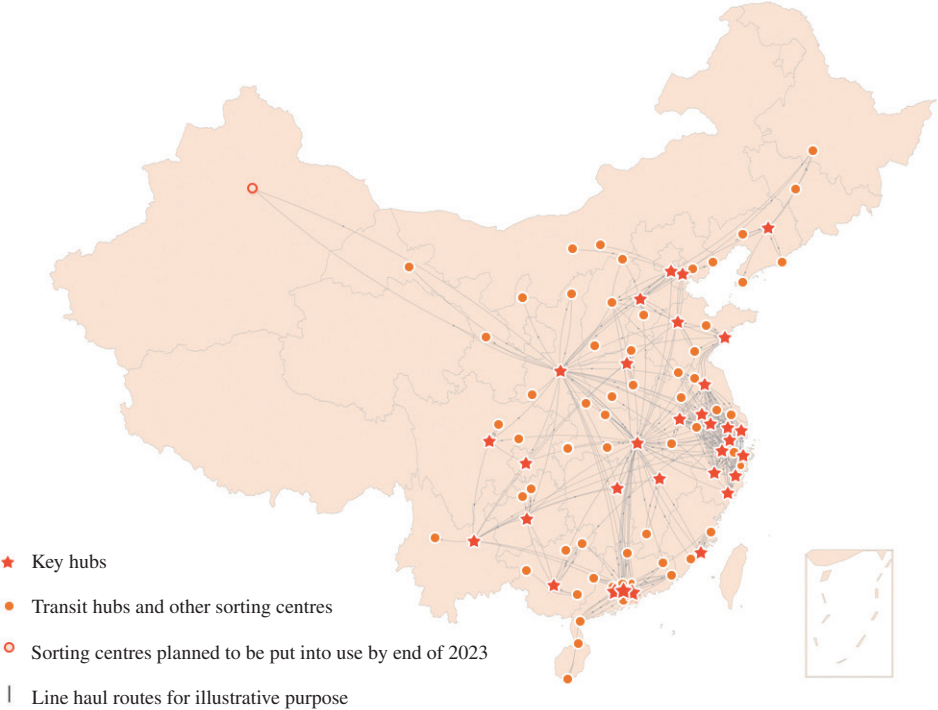 Key hubs
Transit hubs and other sorting centres
Sorting centres planned to be put into use by end of 2023
Line haul routes for illustrative purpose